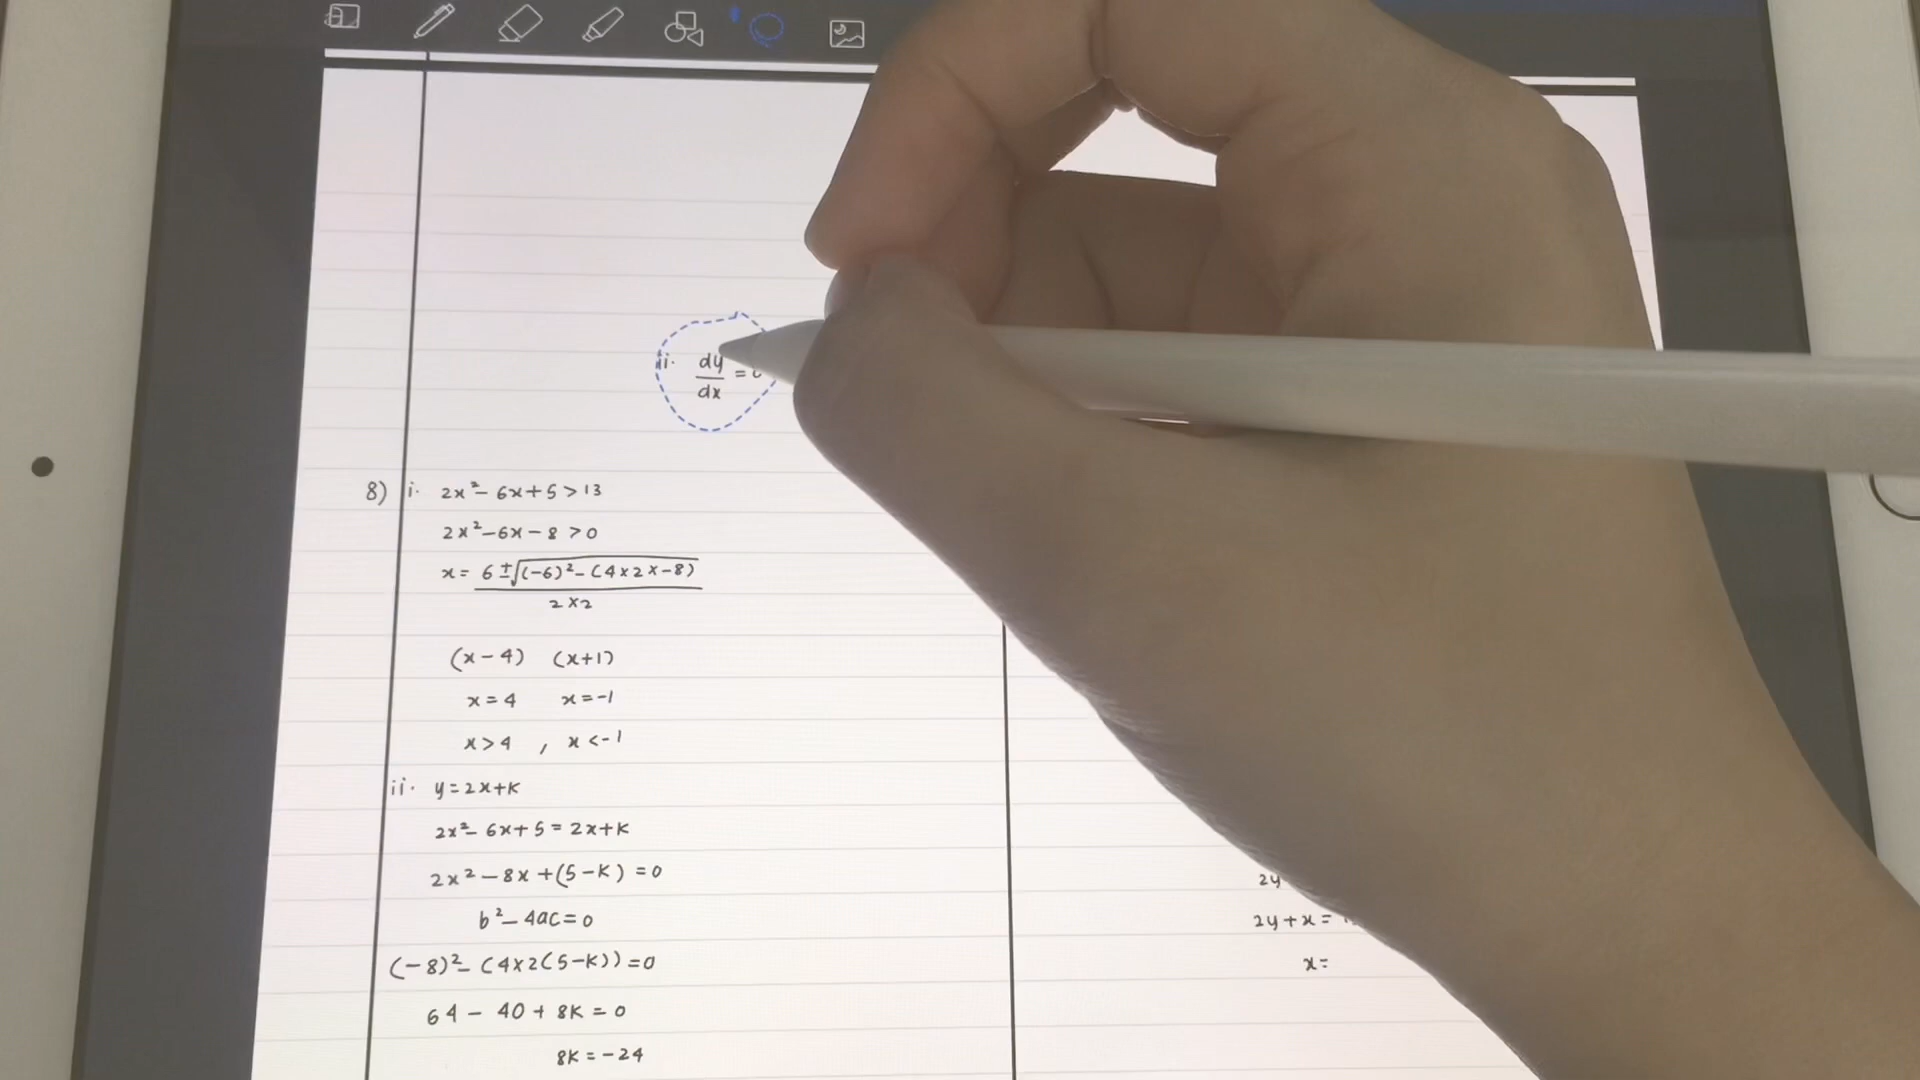 ii. dy/dx =
8) i. 2x²- 6x+5 > 13
2x²-6x-8 > 0
x = 6 ± √(-6)² - (4×2×-8) / 2×2
(x-4) (x+1)
x = 4 x = -1
x > 4 , x < -1
ii. y = 2x+k
2x²- 6x+5 = 2x+k
2x² - 8x + (5-k) = 0
b² - 4ac = 0
(-8)² - (4×2(5-k)) = 0
64 - 40 + 8k = 0
8k = -24
2y
2y + x =
x =